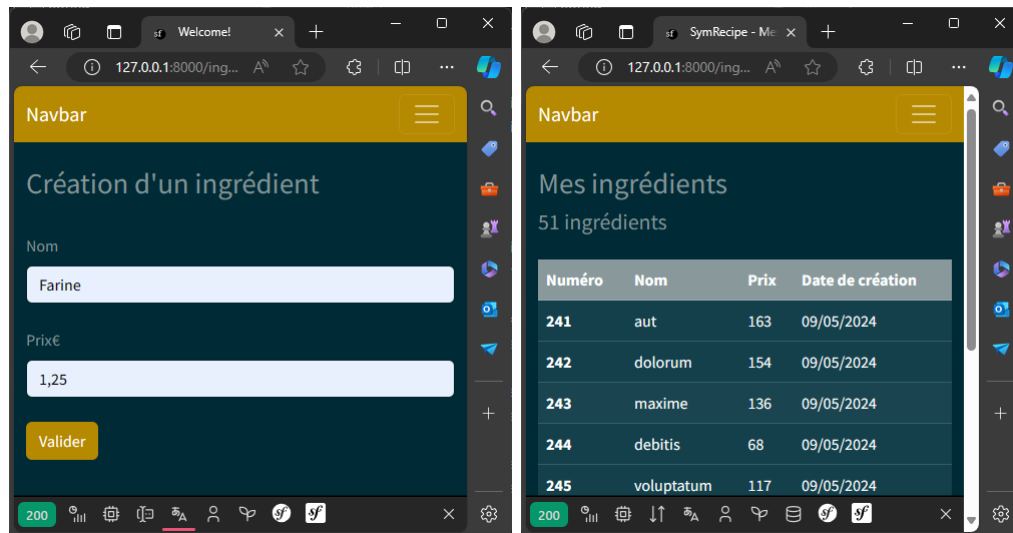 Welcome!
127.0.0.1:8000/ing...
Navbar
Création d'un ingrédient
Nom
Farine
Prix€
1,25
Valider
200
SymRecipe - Me
127.0.0.1:8000/ing...
Navbar
Mes ingrédients
51 ingrédients
Numéro Nom Prix Date de création
241 aut 163 09/05/2024
242 dolorum 154 09/05/2024
243 maxime 136 09/05/2024
244 debitis 68 09/05/2024
245 voluptatum 117 09/05/2024
200